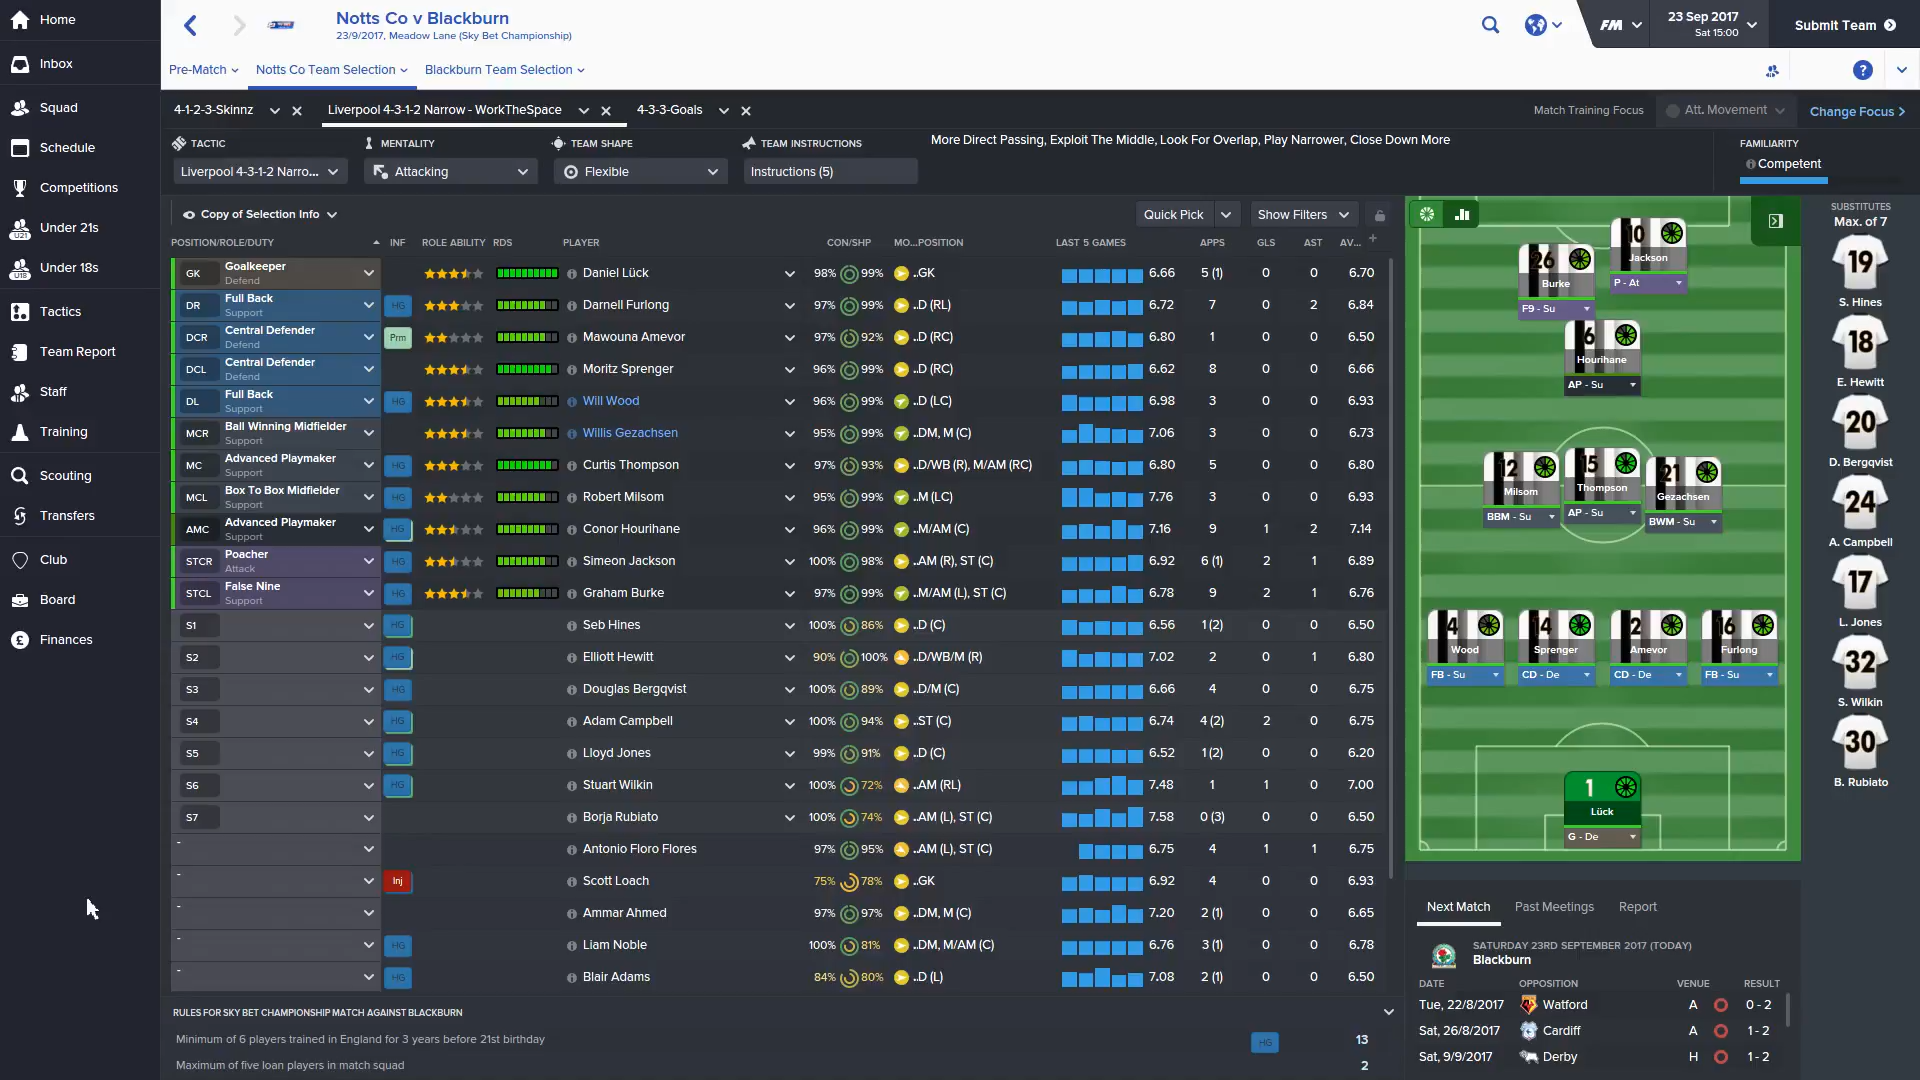 Home
Inbox
Squad
Schedule
Competitions
Under 21s
Under 18s
Tactics
Team Report
Staff
Training
Scouting
Transfers
Club
Board
Finances
Notts Co v Blackburn
23/9/2017, Meadow Lane (Sky Bet Championship)
FM
23 Sep 2017
Sat 15:00
Submit Team
Pre-Match
Notts Co Team Selection
Blackburn Team Selection
4-1-2-3-Skinnz
Liverpool 4-3-1-2 Narrow - WorkTheSpace
4-3-3-Goals
Match Training Focus
Att. Movement
Change Focus >
TACTIC
MENTALITY
TEAM SHAPE
TEAM INSTRUCTIONS
More Direct Passing, Exploit The Middle, Look For Overlap, Play Narrower, Close Down More
FAMILIARITY
Liverpool 4-3-1-2 Narro...
Attacking
Flexible
Instructions (5)
Competent
Copy of Selection Info
Quick Pick
Show Filters
POSITION/ROLE/DUTY INF ROLE ABILITY RDS PLAYER CON/SHP MO... POSITION LAST 5 GAMES APPS GLS AST AV...
GK Goalkeeper Defend Daniel Lück 98% 99% ..GK 6.66 5 (1) 0 0 6.70
DR Full Back Support HG Darnell Furlong 97% 99% ..D (RL) 6.72 7 0 2 6.84
DCR Central Defender Defend Prm Mawouna Amevor 97% 92% ..D (RC) 6.80 1 0 0 6.50
DCL Central Defender Defend Moritz Sprenger 96% 99% ..D (RC) 6.62 8 0 0 6.66
DL Full Back Support HG Will Wood 96% 99% ..D (LC) 6.98 3 0 0 6.93
MCR Ball Winning Midfielder Support Willis Gezachsen 95% 99% ..DM, M (C) 7.06 3 0 0 6.73
MC Advanced Playmaker Support HG Curtis Thompson 97% 93% ..D/WB (R), M/AM (RC) 6.80 5 0 0 6.80
MCL Box To Box Midfielder Support HG Robert Milsom 95% 99% ..M (LC) 7.76 3 0 0 6.93
AMC Advanced Playmaker Support HG Conor Hourihane 96% 99% ..M/AM (C) 7.16 9 1 2 7.14
STCR Poacher Attack HG Simeon Jackson 100% 98% ..AM (R), ST (C) 6.92 6 (1) 2 1 6.89
STCL False Nine Support HG Graham Burke 97% 99% ..M/AM (L), ST (C) 6.78 9 2 1 6.76
S1 HG Seb Hines 100% 86% ..D (C) 6.56 1 (2) 0 0 6.50
S2 HG Elliott Hewitt 90% 100% ..D/WB/M (R) 7.02 2 0 1 6.80
S3 HG Douglas Bergqvist 100% 89% ..D/M (C) 6.66 4 0 0 6.75
S4 HG Adam Campbell 100% 94% ..ST (C) 6.74 4 (2) 2 0 6.75
S5 HG Lloyd Jones 99% 91% ..D (C) 6.52 1 (2) 0 0 6.20
S6 HG Stuart Wilkin 100% 72% ..AM (RL) 7.48 1 1 0 7.00
S7 Borja Rubiato 100% 74% ..AM (L), ST (C) 7.58 0 (3) 0 0 6.50
- Antonio Floro Flores 97% 95% ..AM (L), ST (C) 6.75 4 1 1 6.75
- Inj Scott Loach 75% 78% ..GK 6.92 4 0 0 6.93
- Ammar Ahmed 97% 97% ..DM, M (C) 7.20 2 (1) 0 0 6.65
- HG Liam Noble 100% 81% ..DM, M/AM (C) 6.76 3 (1) 0 0 6.78
- HG Blair Adams 84% 80% ..D (L) 7.08 2 (1) 0 0 6.50
RULES FOR SKY BET CHAMPIONSHIP MATCH AGAINST BLACKBURN
Minimum of 6 players trained in England for 3 years before 21st birthday HG 13
Maximum of five loan players in match squad 2
10
Jackson
P - At
26
Burke
F9 - Su
6
Hourihane
AP - Su
12
Milsom
BBM - Su
15
Thompson
AP - Su
21
Gezachsen
BWM - Su
4
Wood
FB - Su
14
Sprenger
CD - De
2
Amevor
CD - De
16
Furlong
FB - Su
1
Lück
G - De
SUBSTITUTES
Max. of 7
19
S. Hines
18
E. Hewitt
20
D. Bergqvist
24
A. Campbell
17
L. Jones
32
S. Wilkin
30
B. Rubiato
Next Match
Past Meetings
Report
SATURDAY 23RD SEPTEMBER 2017 (TODAY)
Blackburn
DATE OPPOSITION VENUE RESULT
Tue, 22/8/2017 Watford A 0 - 2
Sat, 26/8/2017 Cardiff A 1 - 2
Sat, 9/9/2017 Derby H 1 - 2